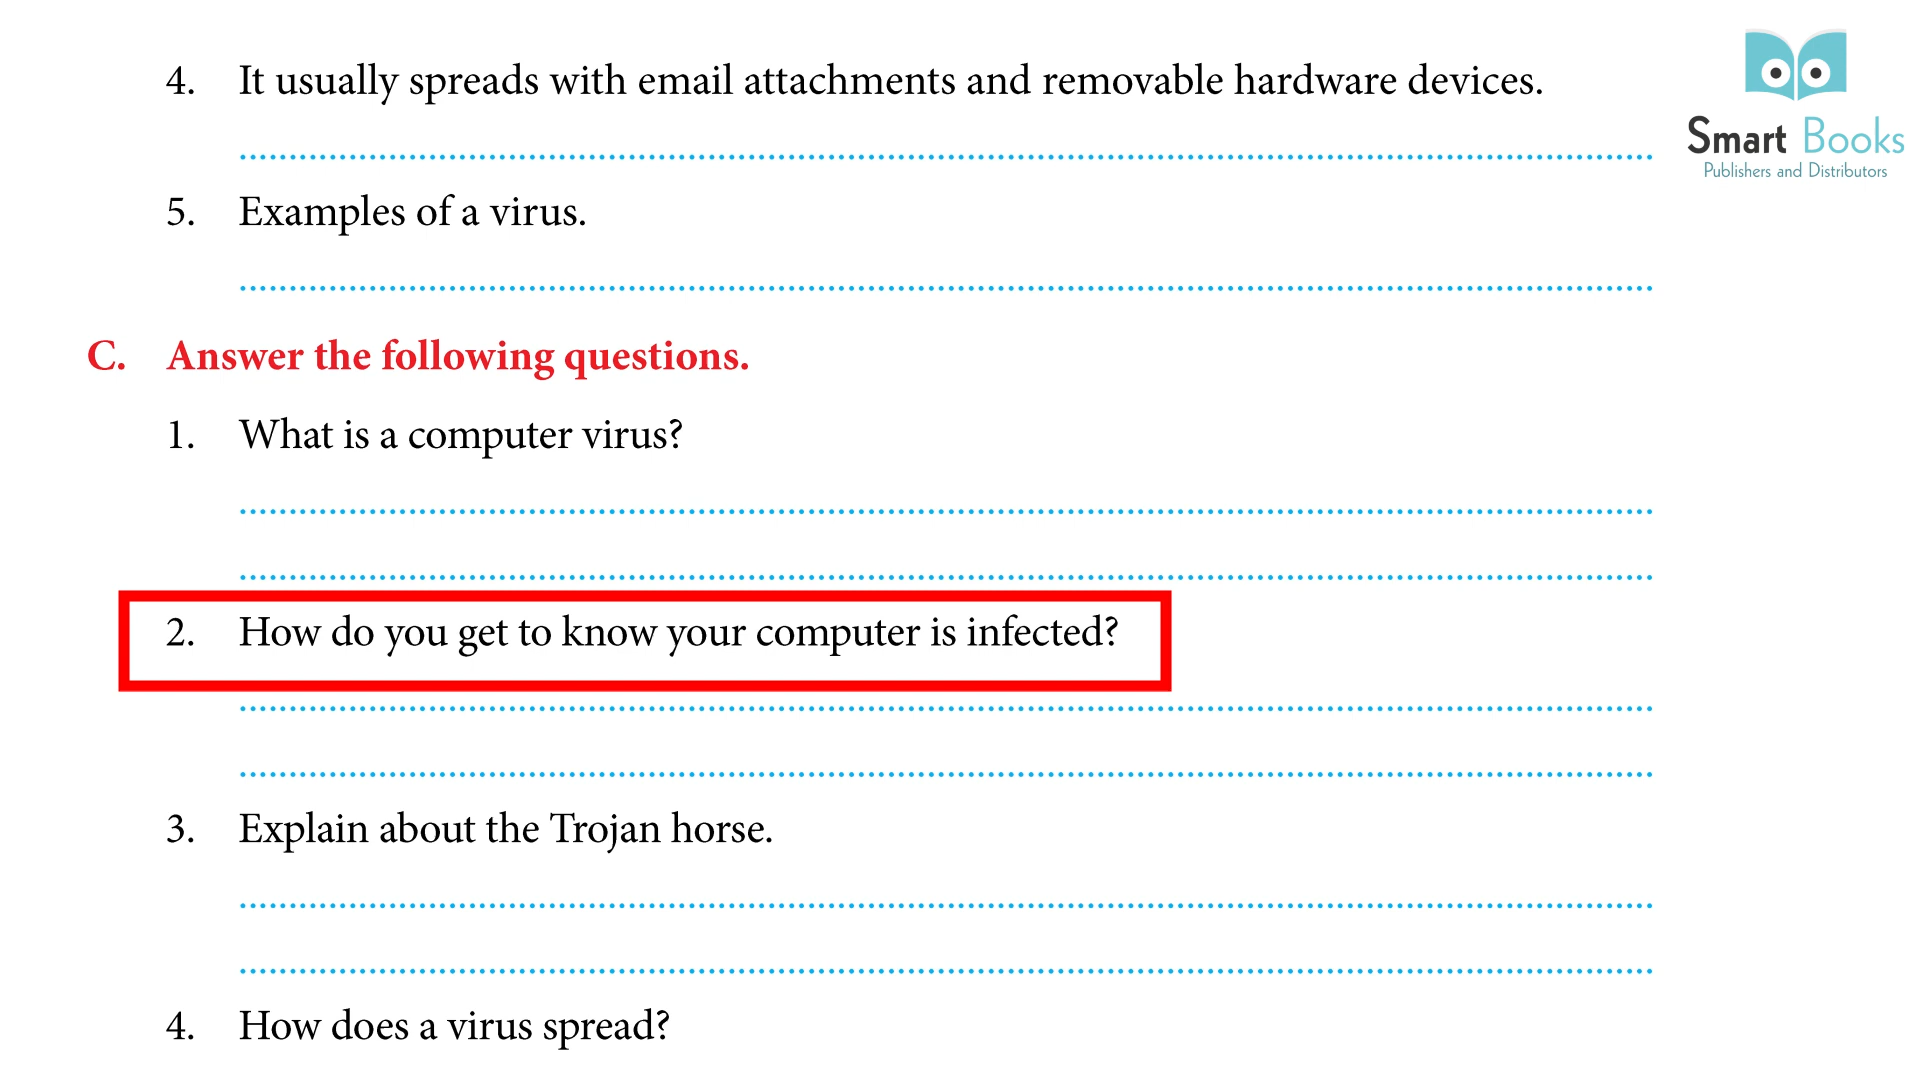 4. It usually spreads with email attachments and removable hardware devices.
Smart Books
Publishers and Distributors
5. Examples of a virus.
C. Answer the following questions.
1. What is a computer virus?
2. How do you get to know your computer is infected?
3. Explain about the Trojan horse.
4. How does a virus spread?